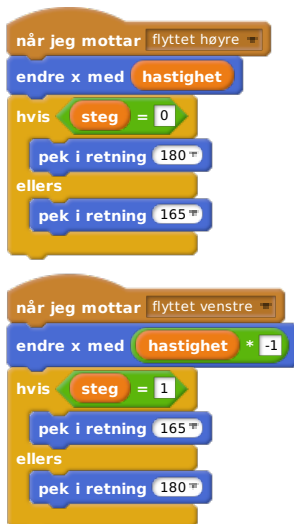 når jeg mottar flyttet høyre
endre x med hastighet
hvis steg = 0
pek i retning 180
ellers
pek i retning 165
når jeg mottar flyttet venstre
endre x med hastighet * -1
hvis steg = 1
pek i retning 165
ellers
pek i retning 180